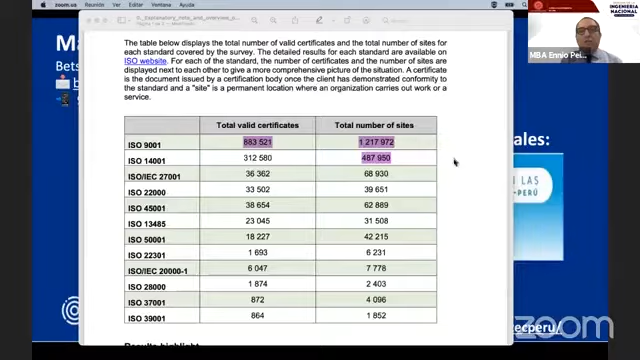 zoom.us Reunión Ver Edición Ventana Ayuda
The table below displays the total number of valid certificates and the total number of sites for
each standard covered by the survey. The detailed results for each standard are available on
ISO website. For each of the standard, the number of certificates and the number of sites are
displayed next to each other to give a more comprehensive picture of the situation. A certificate
is the document issued by a certification body once the client has demonstrated conformity to
the standard and a "site" is a permanent location where an organization carries out work or a
service.
Total valid certificates Total number of sites
ISO 9001 883 521 1 217 972
ISO 14001 312 580 487 950
ISO/IEC 27001 36 362 68 930
ISO 22000 33 502 39 651
ISO 45001 38 654 62 889
ISO 13485 23 045 31 508
ISO 50001 18 227 42 215
ISO 22301 1 693 6 231
ISO/IEC 20000-1 6 047 7 778
ISO 28000 1 874 2 403
ISO 37001 872 4 096
ISO 39001 864 1 852
Results highlight
Ma
Bets
ales:
N LAS
-PERÚ
tecperu/
INGENIERIA
NACIONAL
MBA Ennio Pe
zoom